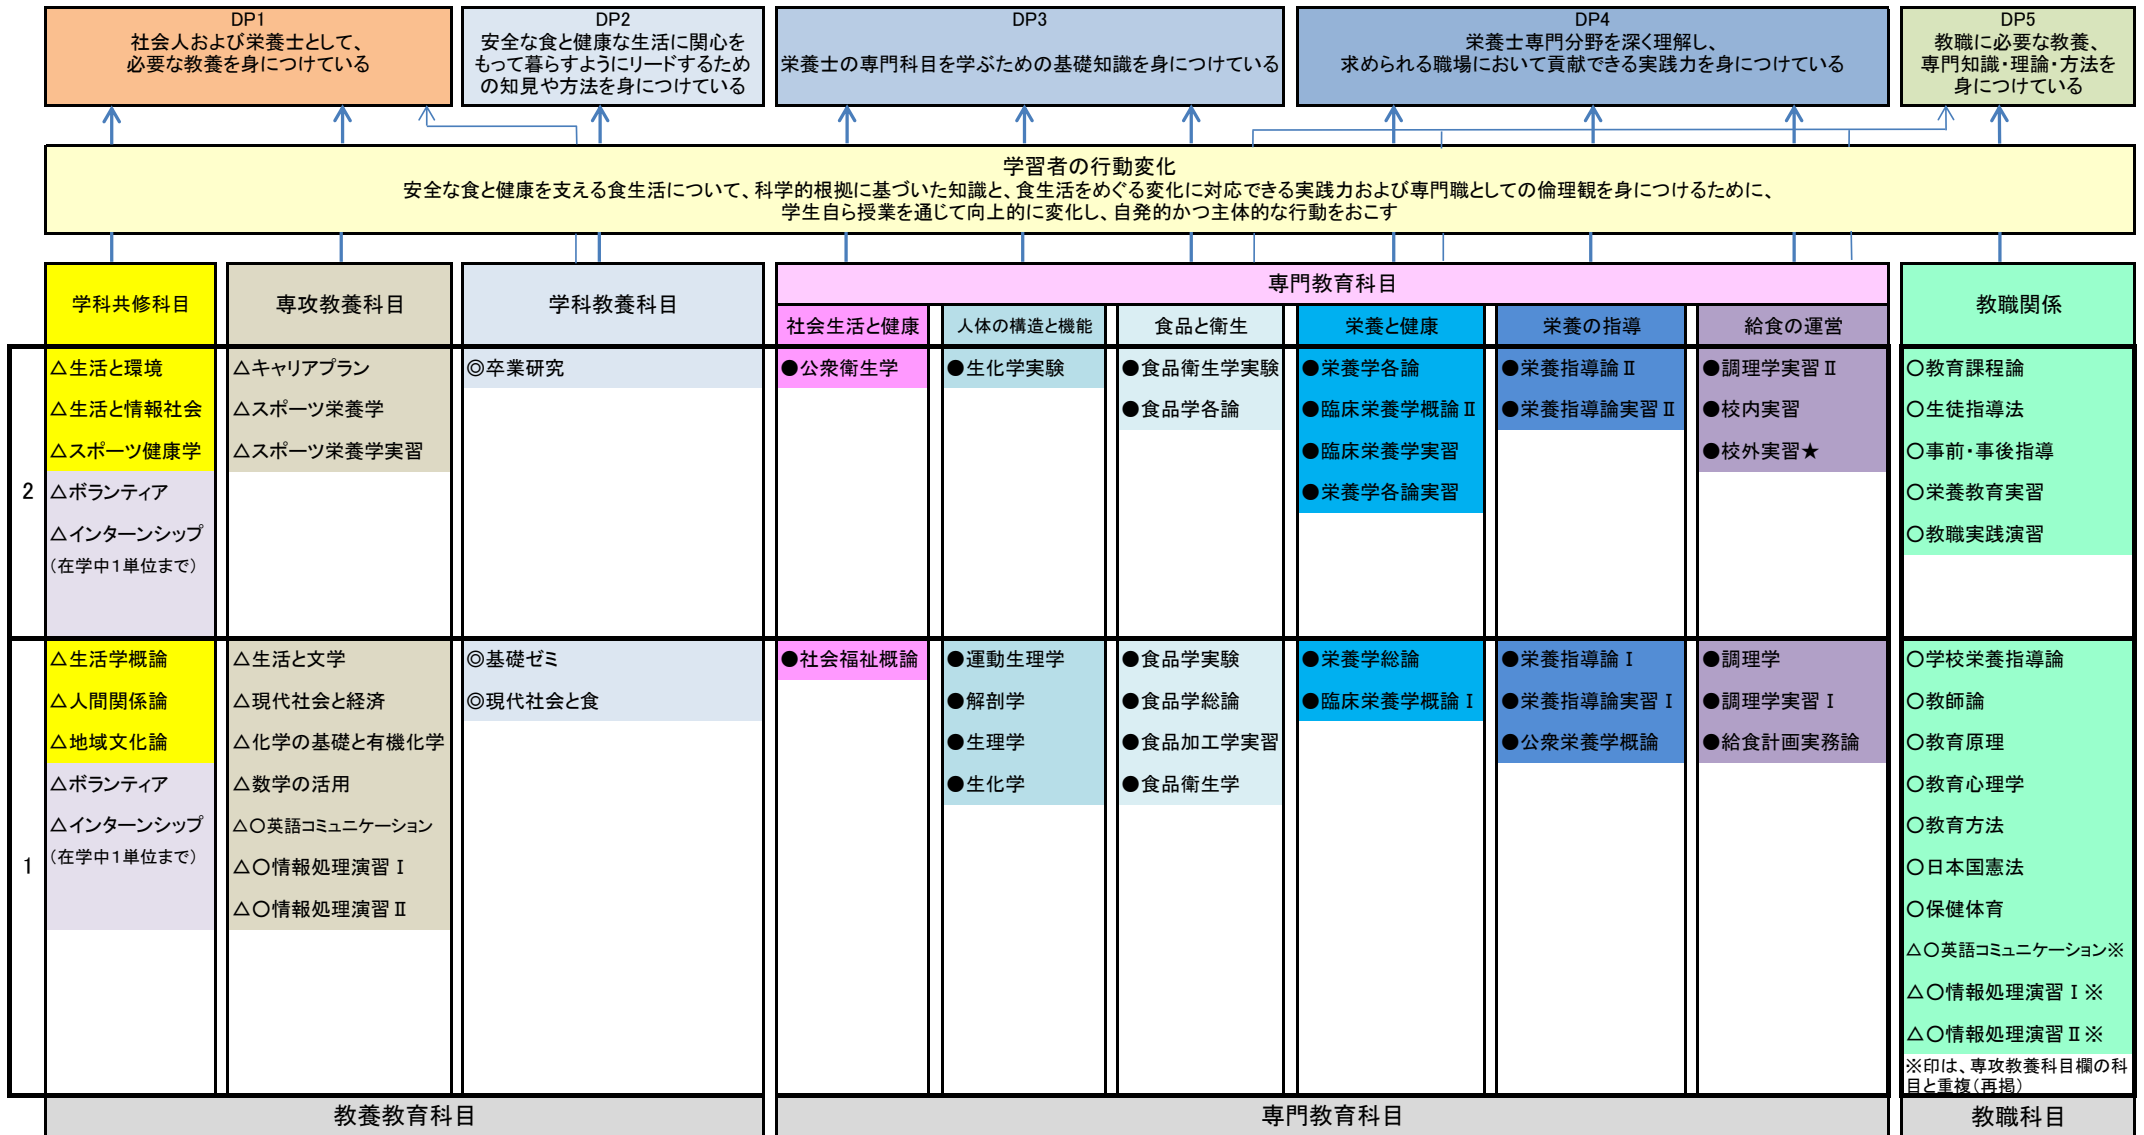 DP1
社会人および栄養士として、
必要な教養を身につけている
DP2
安全な食と健康な生活に関心を
もって暮らすようにリードするため
の知見や方法を身につけている
DP3
栄養士の専門科目を学ぶための基礎知識を身につけている
DP4
栄養士専門分野を深く理解し、
求められる職場において貢献できる実践力を身につけている
DP5
教職に必要な教養、
専門知識・理論・方法を
身につけている
学習者の行動変化
安全な食と健康を支える食生活について、科学的根拠に基づいた知識と、食生活をめぐる変化に対応できる実践力および専門職としての倫理観を身につけるために、
学生自ら授業を通じて向上的に変化し、自発的かつ主体的な行動をおこす
学科共修科目
専攻教養科目
学科教養科目
専門教育科目
社会生活と健康
人体の構造と機能
食品と衛生
栄養と健康
栄養の指導
給食の運営
教職関係
2
△生活と環境
△生活と情報社会
△スポーツ健康学
△ボランティア
△インターンシップ
(在学中1単位まで)
△キャリアプラン
△スポーツ栄養学
△スポーツ栄養学実習
◎卒業研究
●公衆衛生学
●生化学実験
●食品衛生学実験
●食品学各論
●栄養学各論
●臨床栄養学概論Ⅱ
●臨床栄養学実習
●栄養学各論実習
●栄養指導論Ⅱ
●栄養指導論実習Ⅱ
●調理学実習Ⅱ
●校内実習
●校外実習★
○教育課程論
○生徒指導法
○事前・事後指導
○栄養教育実習
○教職実践演習
1
△生活学概論
△人間関係論
△地域文化論
△ボランティア
△インターンシップ
(在学中1単位まで)
△生活と文学
△現代社会と経済
△化学の基礎と有機化学
△数学の活用
△○英語コミュニケーション
△○情報処理演習Ⅰ
△○情報処理演習Ⅱ
◎基礎ゼミ
◎現代社会と食
●社会福祉概論
●運動生理学
●解剖学
●生理学
●生化学
●食品学実験
●食品学総論
●食品加工学実習
●食品衛生学
●栄養学総論
●臨床栄養学概論Ⅰ
●栄養指導論Ⅰ
●栄養指導論実習Ⅰ
●公衆栄養学概論
●調理学
●調理学実習Ⅰ
●給食計画実務論
○学校栄養指導論
○教師論
○教育原理
○教育心理学
○教育方法
○日本国憲法
○保健体育
△○英語コミュニケーション※
△○情報処理演習Ⅰ※
△○情報処理演習Ⅱ※
※印は、専攻教養科目欄の科
目と重複(再掲)
教養教育科目
専門教育科目
教職科目